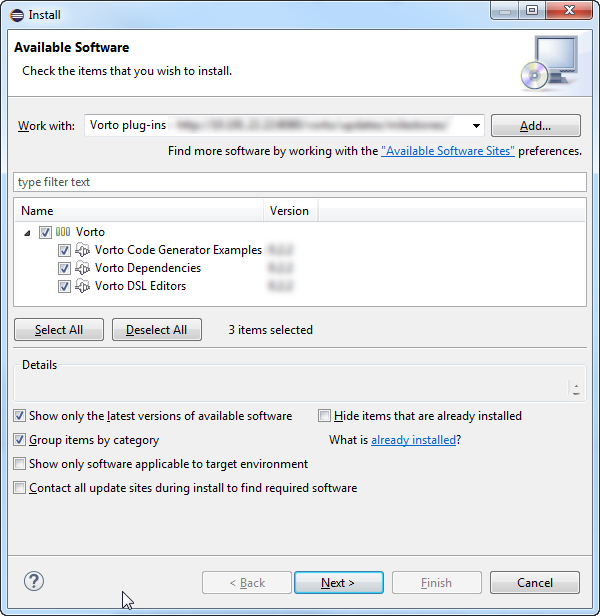 Install
Available Software
Check the items that you wish to install.
Work with: Vorto plug-ins
Add...
Find more software by working with the "Available Software Sites" preferences.
type filter text
Name Version
Vorto
Vorto Code Generator Examples
Vorto Dependencies
Vorto DSL Editors
Select All Deselect All 3 items selected
Details
Show only the latest versions of available software Hide items that are already installed
Group items by category What is already installed?
Show only software applicable to target environment
Contact all update sites during install to find required software
? < Back Next > Finish Cancel